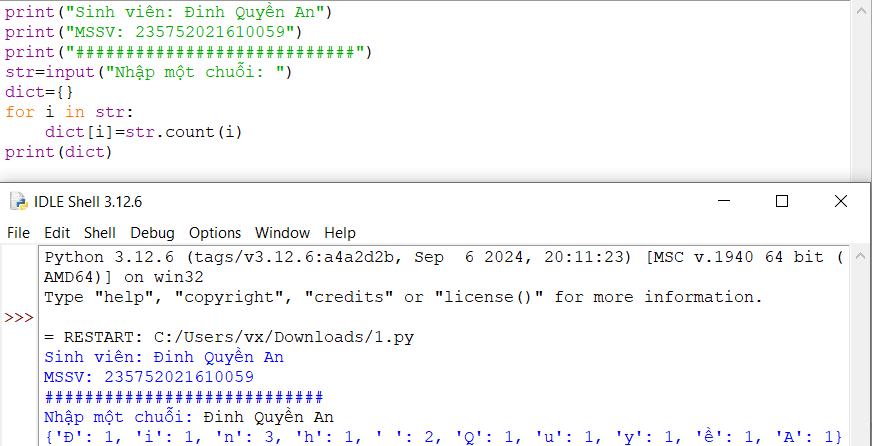 print("Sinh viên: Đinh Quyền An")
print("MSSV: 235752021610059")
print("############################")
str=input("Nhập một chuỗi: ")
dict={}
for i in str:
    dict[i]=str.count(i)
print(dict)
IDLE Shell 3.12.6
File Edit Shell Debug Options Window Help
Python 3.12.6 (tags/v3.12.6:a4a2d2b, Sep  6 2024, 20:11:23) [MSC v.1940 64 bit (
AMD64)] on win32
Type "help", "copyright", "credits" or "license()" for more information.
>>>
= RESTART: C:/Users/vx/Downloads/1.py
Sinh viên: Đinh Quyền An
MSSV: 235752021610059
############################
Nhập một chuỗi: Đinh Quyền An
{'Đ': 1, 'i': 1, 'n': 3, 'h': 1, ' ': 2, 'Q': 1, 'u': 1, 'y': 1, 'ề': 1, 'A': 1}